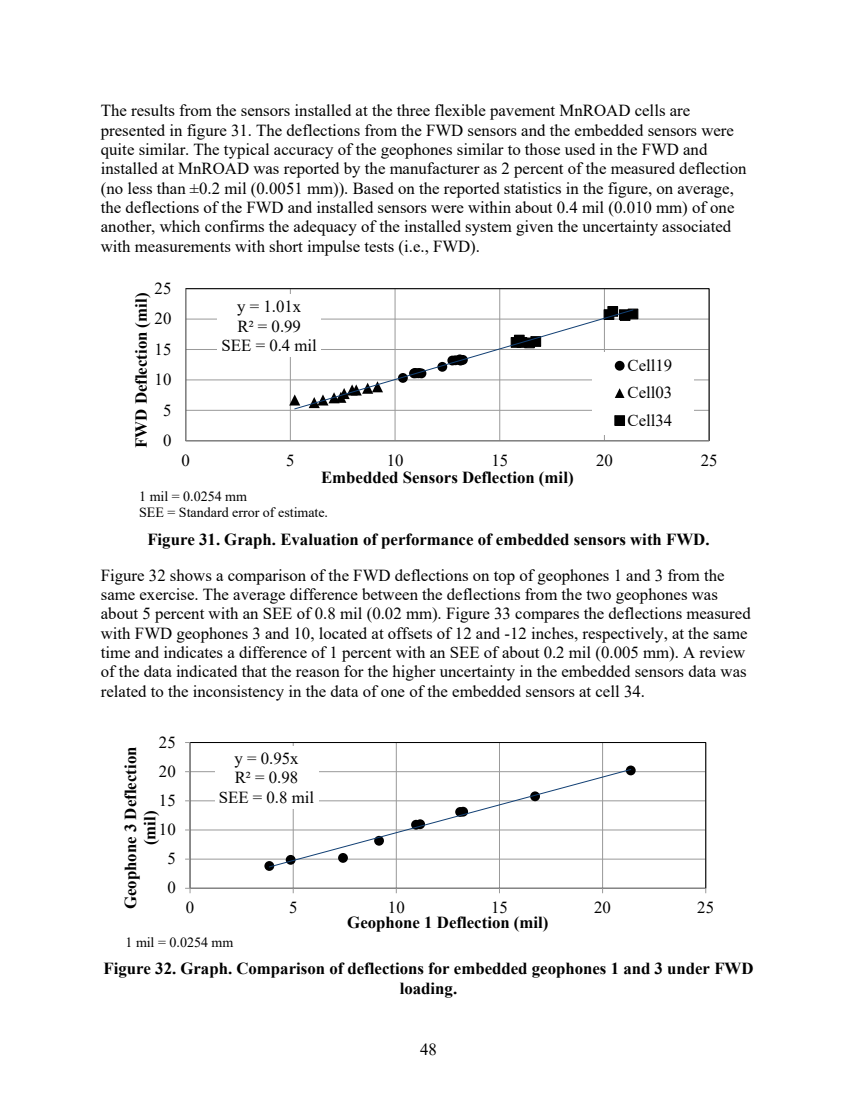 The results from the sensors installed at the three flexible pavement MnROAD cells are
presented in figure 31. The deflections from the FWD sensors and the embedded sensors were
quite similar. The typical accuracy of the geophones similar to those used in the FWD and
installed at MnROAD was reported by the manufacturer as 2 percent of the measured deflection
(no less than ±0.2 mil (0.0051 mm)). Based on the reported statistics in the figure, on average,
the deflections of the FWD and installed sensors were within about 0.4 mil (0.010 mm) of one
another, which confirms the adequacy of the installed system given the uncertainty associated
with measurements with short impulse tests (i.e., FWD).
FWD Deflection (mil)
25
20
15
10
5
0
y = 1.01x
R² = 0.99
SEE = 0.4 mil
Cell19
Cell03
Cell34
0 5 10 15 20 25
Embedded Sensors Deflection (mil)
1 mil = 0.0254 mm
SEE = Standard error of estimate.
Figure 31. Graph. Evaluation of performance of embedded sensors with FWD.
Figure 32 shows a comparison of the FWD deflections on top of geophones 1 and 3 from the
same exercise. The average difference between the deflections from the two geophones was
about 5 percent with an SEE of 0.8 mil (0.02 mm). Figure 33 compares the deflections measured
with FWD geophones 3 and 10, located at offsets of 12 and -12 inches, respectively, at the same
time and indicates a difference of 1 percent with an SEE of about 0.2 mil (0.005 mm). A review
of the data indicated that the reason for the higher uncertainty in the embedded sensors data was
related to the inconsistency in the data of one of the embedded sensors at cell 34.
Geophone 3 Deflection
(mil)
25
20
15
10
5
0
y = 0.95x
R² = 0.98
SEE = 0.8 mil
0 5 10 15 20 25
Geophone 1 Deflection (mil)
1 mil = 0.0254 mm
Figure 32. Graph. Comparison of deflections for embedded geophones 1 and 3 under FWD
loading.
48